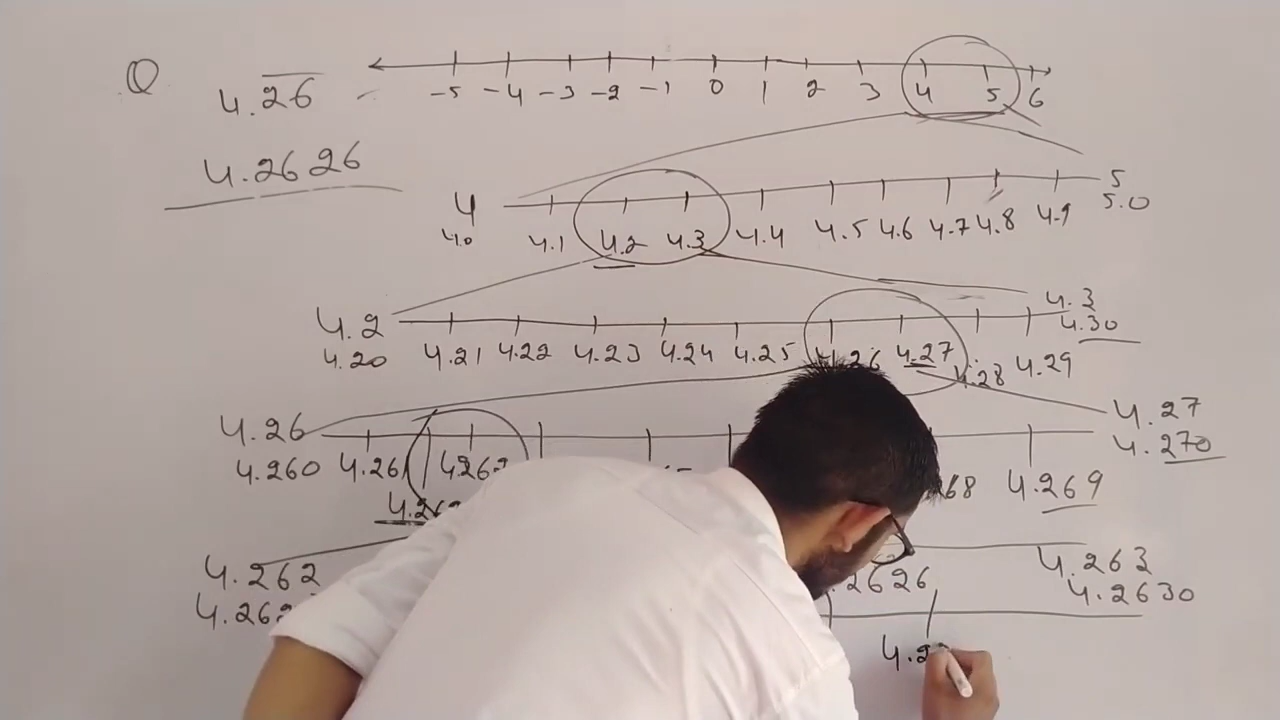 Q 4.26̅
4.2626
-5 -4 -3 -2 -1 0 1 2 3 4 5 6
4 5
4.0 4.1 4.2 4.3 4.4 4.5 4.6 4.7 4.8 4.9 5.0
4.2 4.3
4.20 4.21 4.22 4.23 4.24 4.25 4.26 4.27 4.28 4.29 4.30
4.26 4.27
4.260 4.261 4.269 4.270
4.262 4.2626 4.263
4.2630